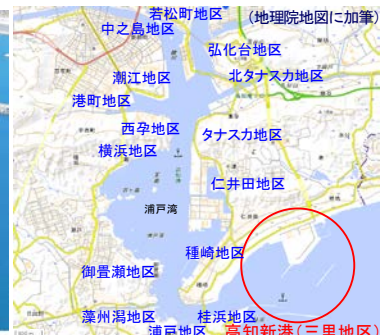 若松町地区
(地理院地図に加筆)
中之島地区
弘化台地区
潮江地区
北タナスカ地区
港町地区
西孕地区
タナスカ地区
横浜地区
仁井田地区
浦戸湾
種崎地区
御畳瀬地区
藻州潟地区
桂浜地区
浦戸地区
高知新港(三里地区)